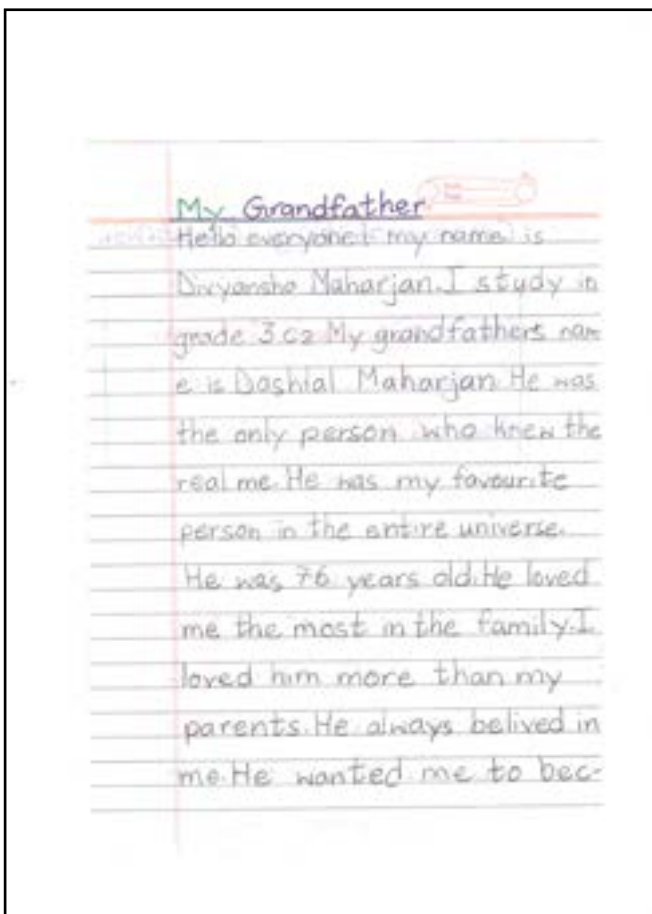 My Grandfather
Hello everyone! my name is
Divyansha Maharjan. I study in
grade 3 C2 My grandfathers nam
e is Dashlal Maharjan He was
the only person who knew the
real me. He was my favourite
person in the entire universe.
He was 76 years old. He loved
me the most in the family. I
loved him more than my
parents. He always belived in
me. He wanted me to bec-